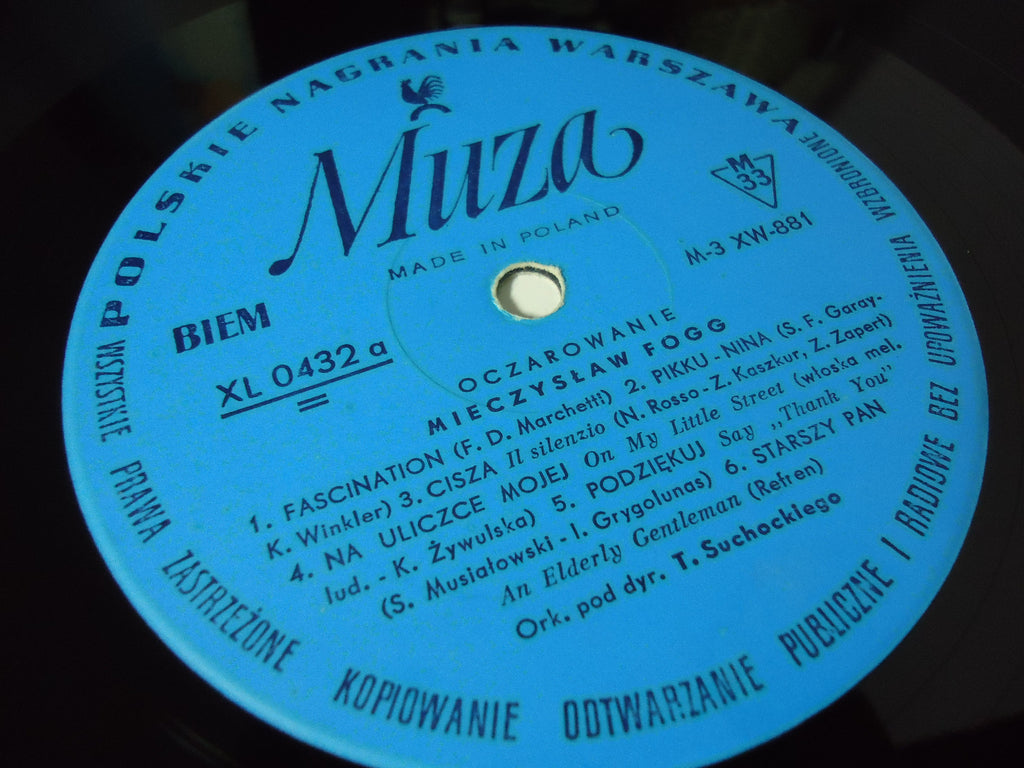 POLSKIE NAGRANIA WARSZAWA
Muza
MADE IN POLAND
M
33
M-3 XW-881
BIEM
XL 0432 a
OCZAROWANIE
MIECZYSŁAW FOGG
1. FASCINATION (F. D. Marchetti) 2. PIKKU-NINA (S. F. Garay-
K. Winkler) 3. CISZA Il silenzio (N. Rosso-Z. Kaszkur, Z. Zapert)
4. NA ULICZCE MOJEJ On My Little Street (włoska mel.
lud. - K. Żywulska) 5. PODZIĘKUJ Say „Thank You”
(S. Musiałowski - I. Grygolunas) 6. STARSZY PAN
An Elderly Gentleman (Refren)
Ork. pod dyr. T. Suchockiego
WSZYSTKIE PRAWA ZASTRZEŻONE KOPIOWANIE ODTWARZANIE PUBLICZNIE I RADIOWE BEZ UPOWAŻNIENIA WZBRONIONE